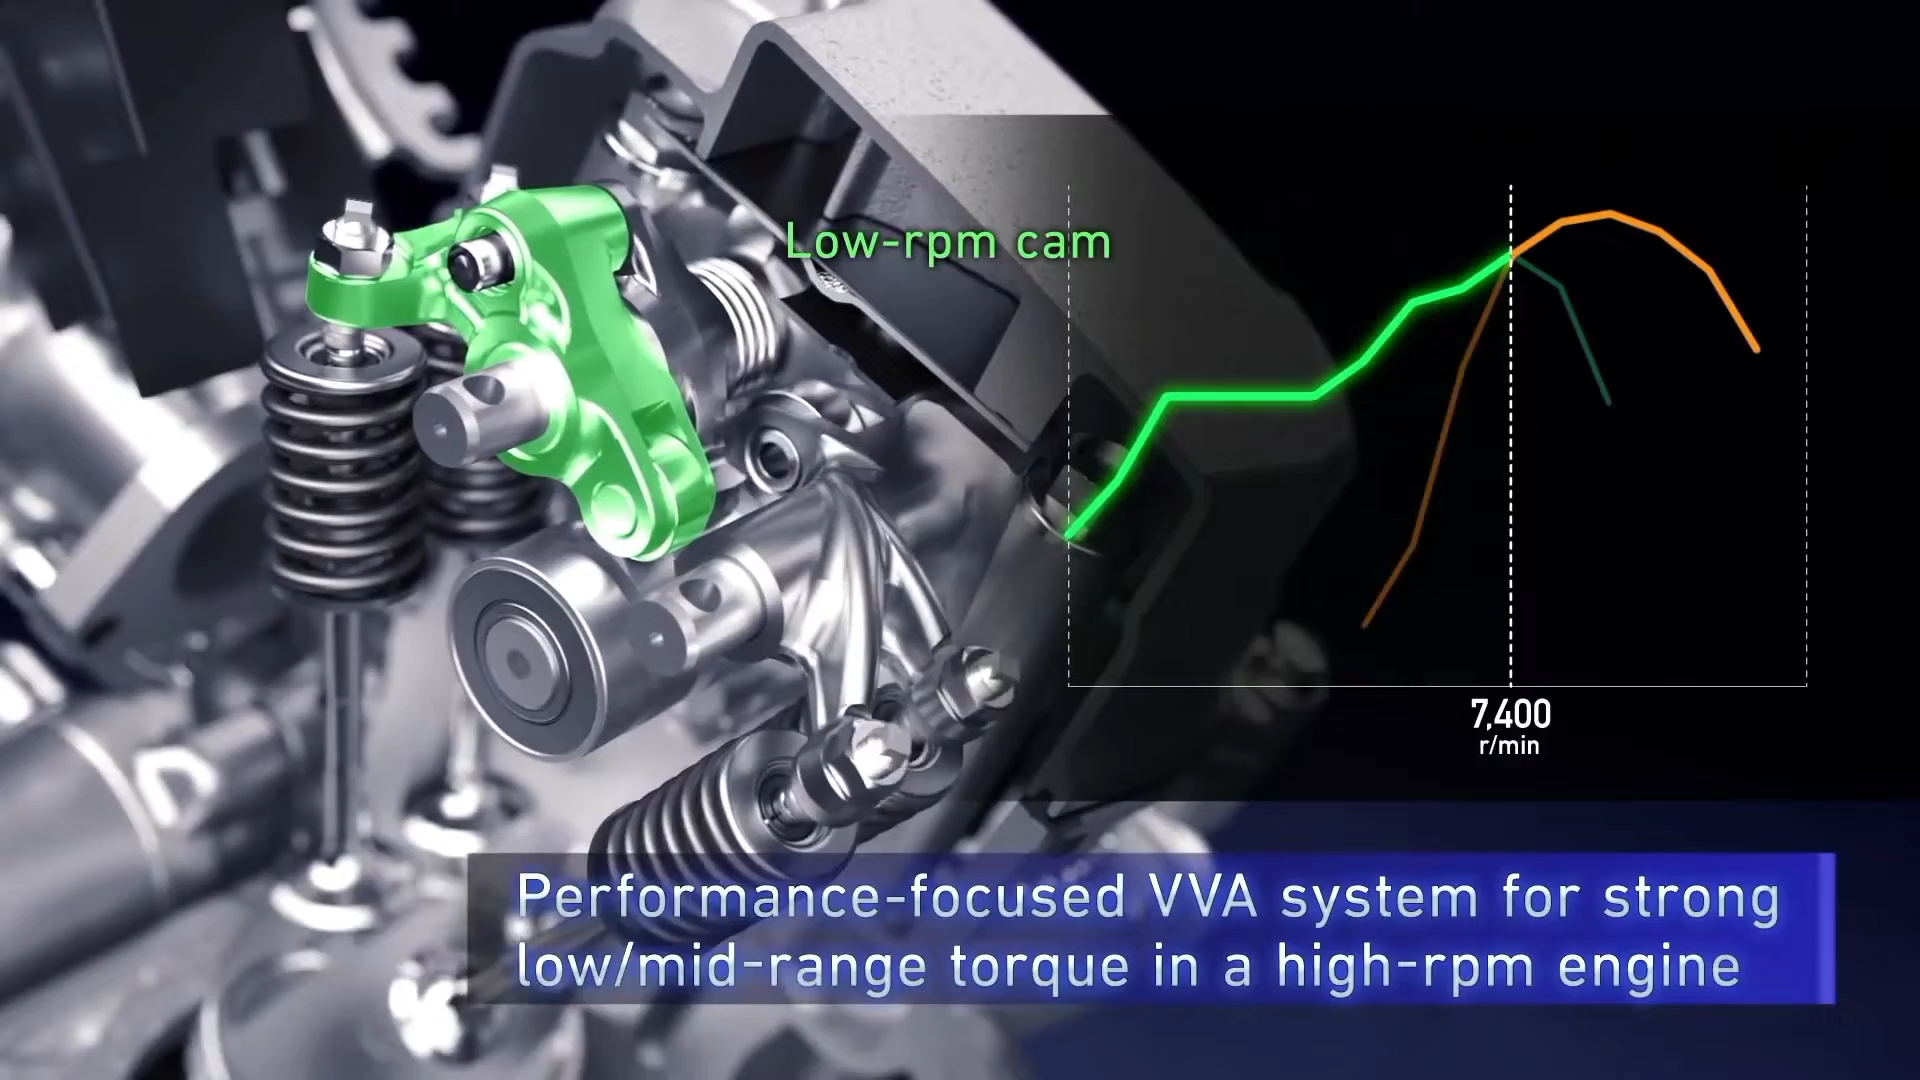 Low-rpm cam
7,400
r/min
Performance-focused VVA system for strong
low/mid-range torque in a high-rpm engine